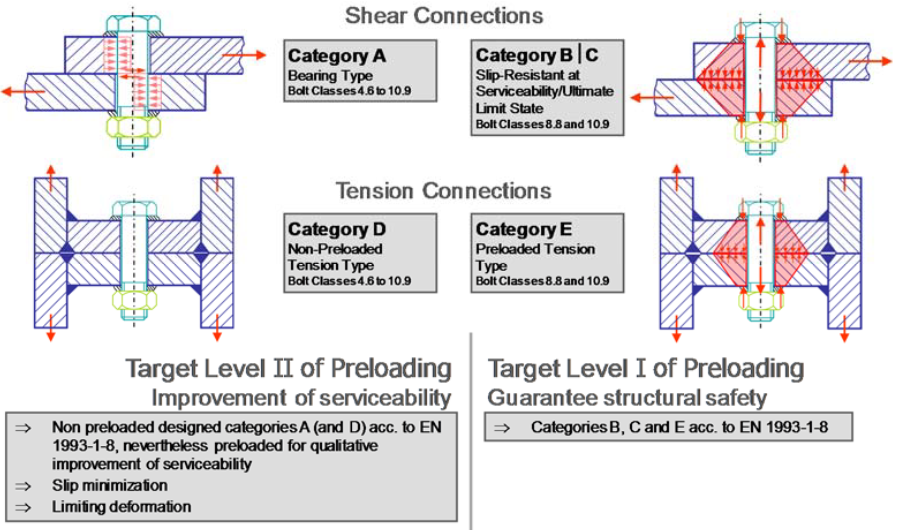 Shear Connections
Category A
Bearing Type
Bolt Classes 4.6 to 10.9
Category B | C
Slip-Resistant at
Serviceability/Ultimate
Limit State
Bolt Classes 8.8 and 10.9
Tension Connections
Category D
Non-Preloaded
Tension Type
Bolt Classes 4.6 to 10.9
Category E
Preloaded Tension
Type
Bolt Classes 8.8 and 10.9
Target Level II of Preloading
Improvement of serviceability
⇒ Non preloaded designed categories A (and D) acc. to EN
1993-1-8, nevertheless preloaded for qualitative
improvement of serviceability
⇒ Slip minimization
⇒ Limiting deformation
Target Level I of Preloading
Guarantee structural safety
⇒ Categories B, C and E acc. to EN 1993-1-8